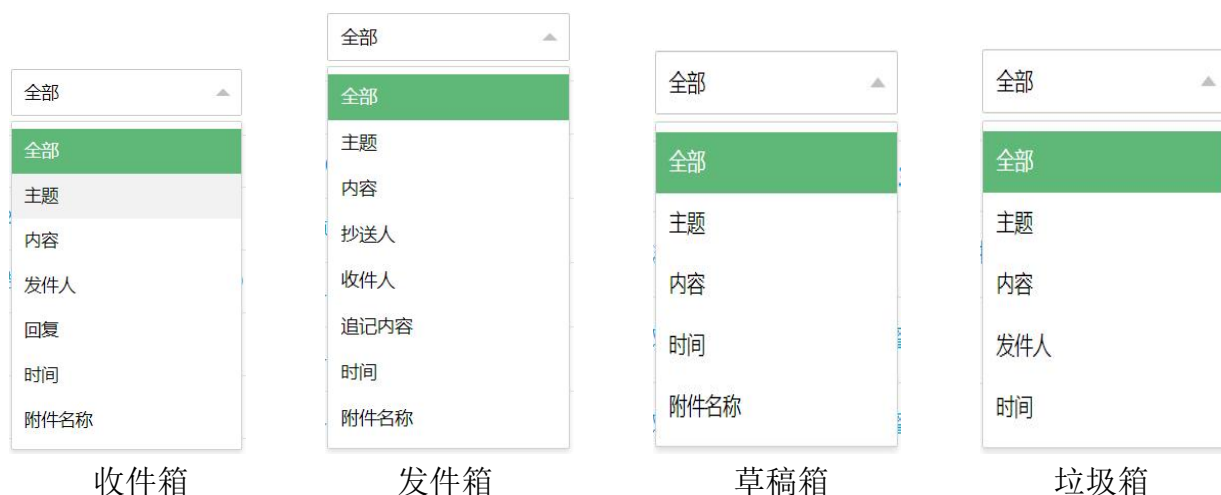 全部
全部
主题
内容
发件人
回复
时间
附件名称
收件箱
全部
全部
主题
内容
抄送人
收件人
追记内容
时间
附件名称
发件箱
全部
全部
主题
内容
时间
附件名称
草稿箱
全部
全部
主题
内容
发件人
时间
垃圾箱